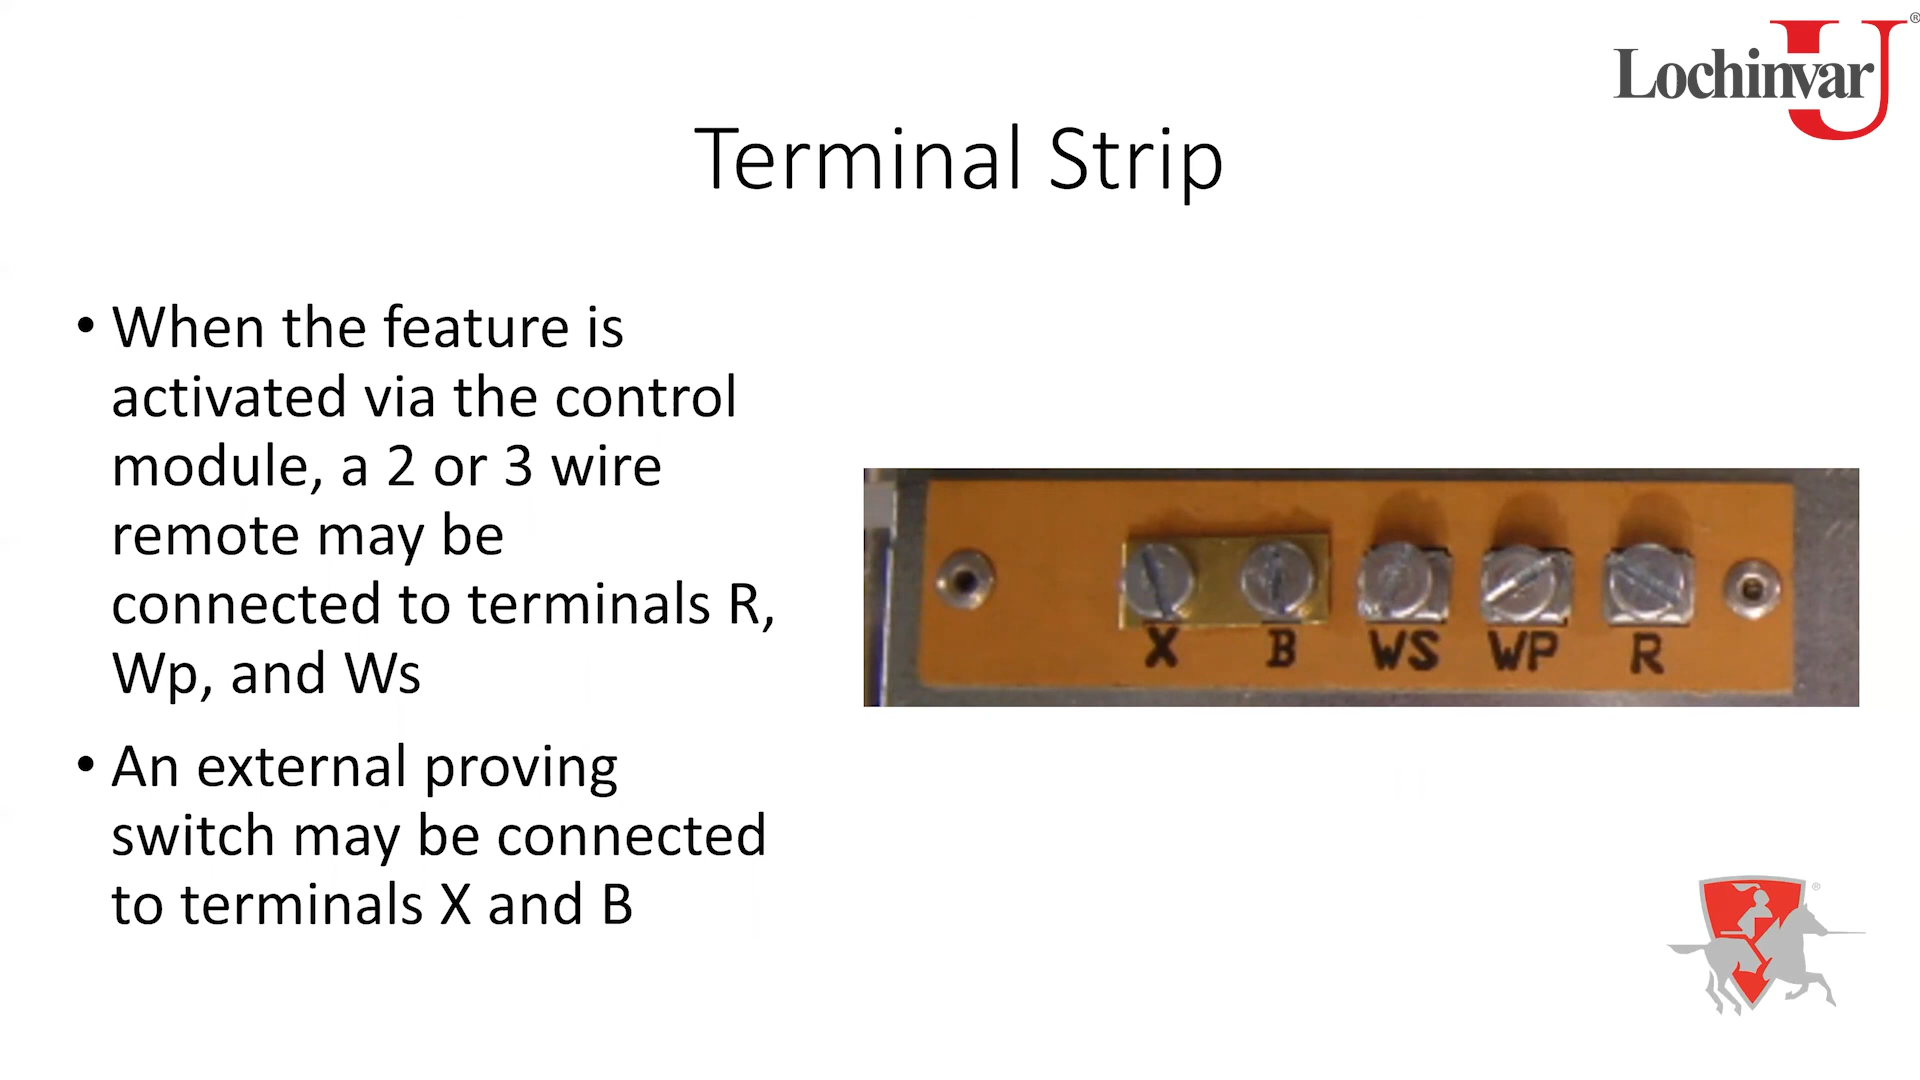 Lochinvar U®
Terminal Strip
• When the feature is
activated via the control
module, a 2 or 3 wire
remote may be
connected to terminals R,
Wp, and Ws
• An external proving
switch may be connected
to terminals X and B
X B WS WP R
®